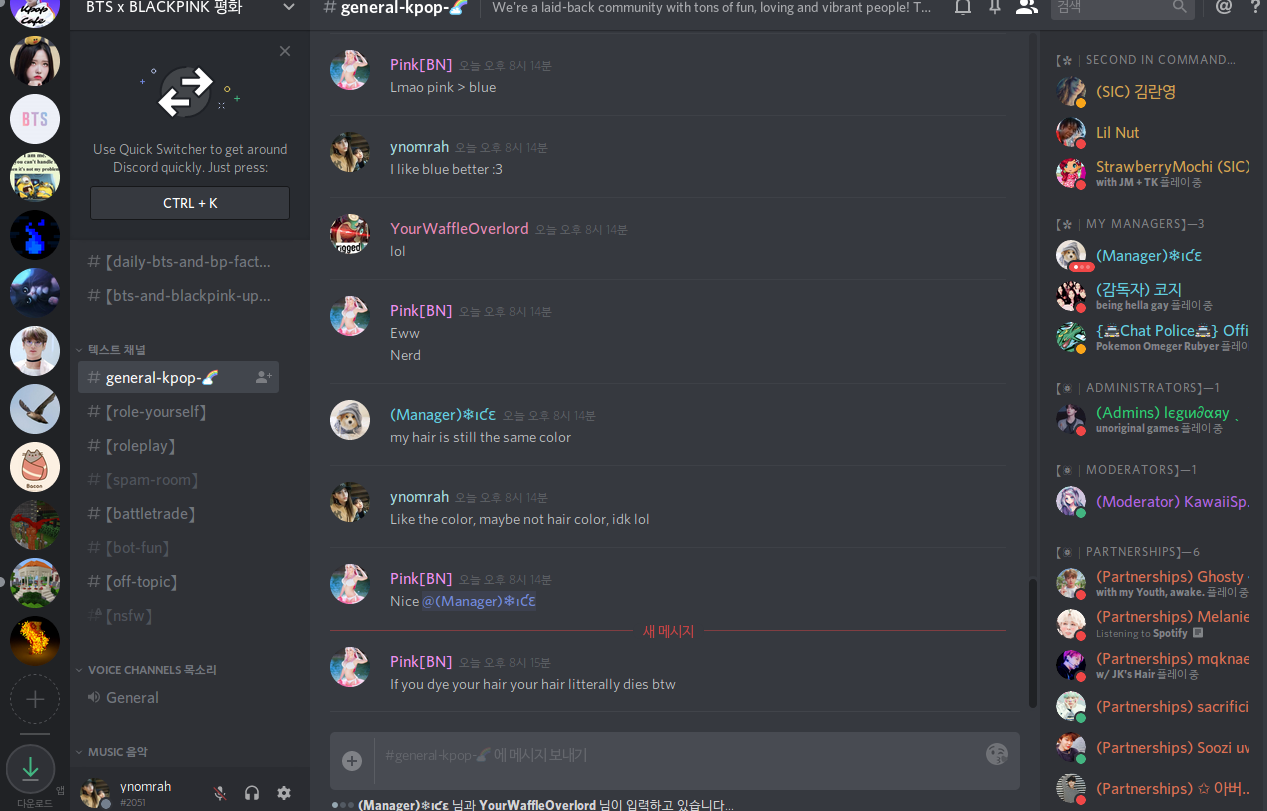 Kpop
Cafe
BTS
Bacon
다운로드
앱
BTS x BLACKPINK 평화
Use Quick Switcher to get around
Discord quickly. Just press:
CTRL + K
# 【daily-bts-and-bp-fact...
# 【bts-and-blackpink-up...
텍스트 채널
# general-kpop-🌈
# 【role-yourself】
# 【roleplay】
# 【spam-room】
# 【battletrade】
# 【bot-fun】
# 【off-topic】
# 【nsfw】
VOICE CHANNELS 목소리
General
MUSIC 음악
ynomrah
#2051
# general-kpop-🌈 We're a laid-back community with tons of fun, loving and vibrant people! T...
검색
Pink[BN] 오늘 오후 8시 14분
Lmao pink > blue
ynomrah 오늘 오후 8시 14분
I like blue better :3
YourWaffleOverlord 오늘 오후 8시 14분
lol
Pink[BN] 오늘 오후 8시 14분
Eww
Nerd
(Manager)❄ıƈɛ 오늘 오후 8시 14분
my hair is still the same color
ynomrah 오늘 오후 8시 14분
Like the color, maybe not hair color, idk lol
Pink[BN] 오늘 오후 8시 14분
Nice @(Manager)❄ıƈɛ
새 메시지
Pink[BN] 오늘 오후 8시 15분
If you dye your hair your hair litterally dies btw
#general-kpop-🌈 에 메시지 보내기
(Manager)❄ıƈɛ 님과 YourWaffleOverlord 님이 입력하고 있습니다...
【✲ | SECOND IN COMMAND...
(SIC) 김란영
Lil Nut
StrawberryMochi (SIC)
with JM + TK 플레이 중
【✲ | MY MANAGERS】—3
(Manager)❄ıƈɛ
(감독자) 코지
being hella gay 플레이 중
{🚔Chat Police🚔} Offi
Pokemon Omeger Rubyer 플레이
【⚙ | ADMINISTRATORS】—1
(Admins) lєgιи∂αяу
unoriginal games 플레이 중
【⚙ | MODERATORS】—1
(Moderator) KawaiiSp.
【⚙ | PARTNERSHIPS】—6
(Partnerships) Ghosty
with my Youth, awake. 플레이 중
(Partnerships) Melanie
Listening to Spotify
(Partnerships) mqknae
w/ JK's Hair 플레이 중
(Partnerships) sacrifici
(Partnerships) Soozi uw
(Partnerships) ✩ 아버..